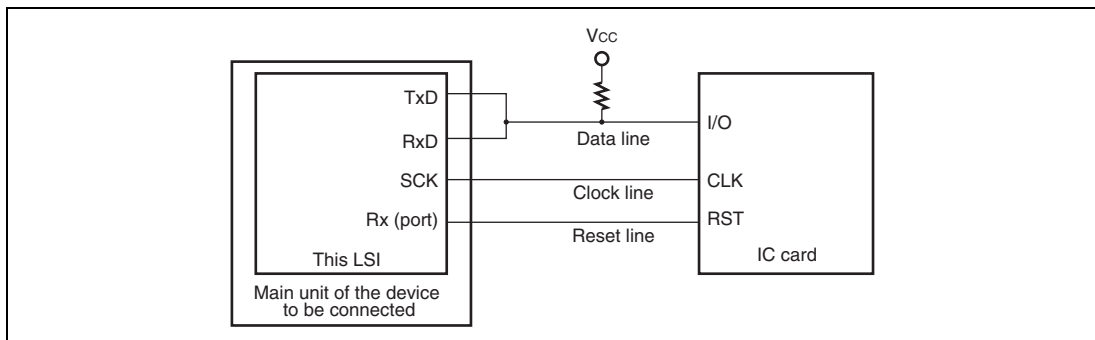 Vcc
TxD
RxD
SCK
Rx (port)
This LSI
Main unit of the device
to be connected
Data line
Clock line
Reset line
I/O
CLK
RST
IC card